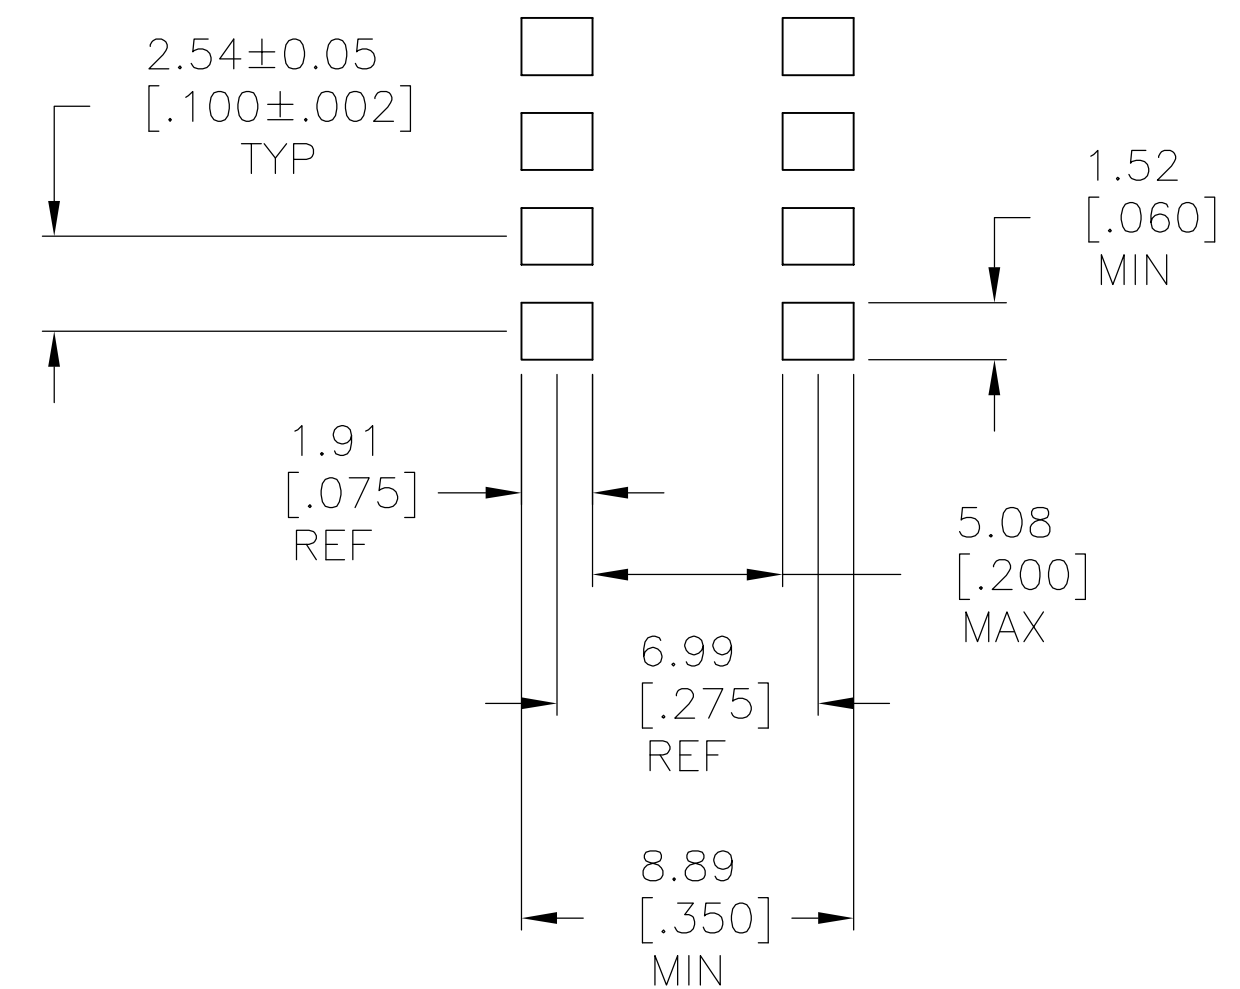 2.54±0.05
[.100±.002]
TYP
1.52
[.060]
MIN
1.91
[.075]
REF
5.08
[.200]
MAX
6.99
[.275]
REF
8.89
[.350]
MIN